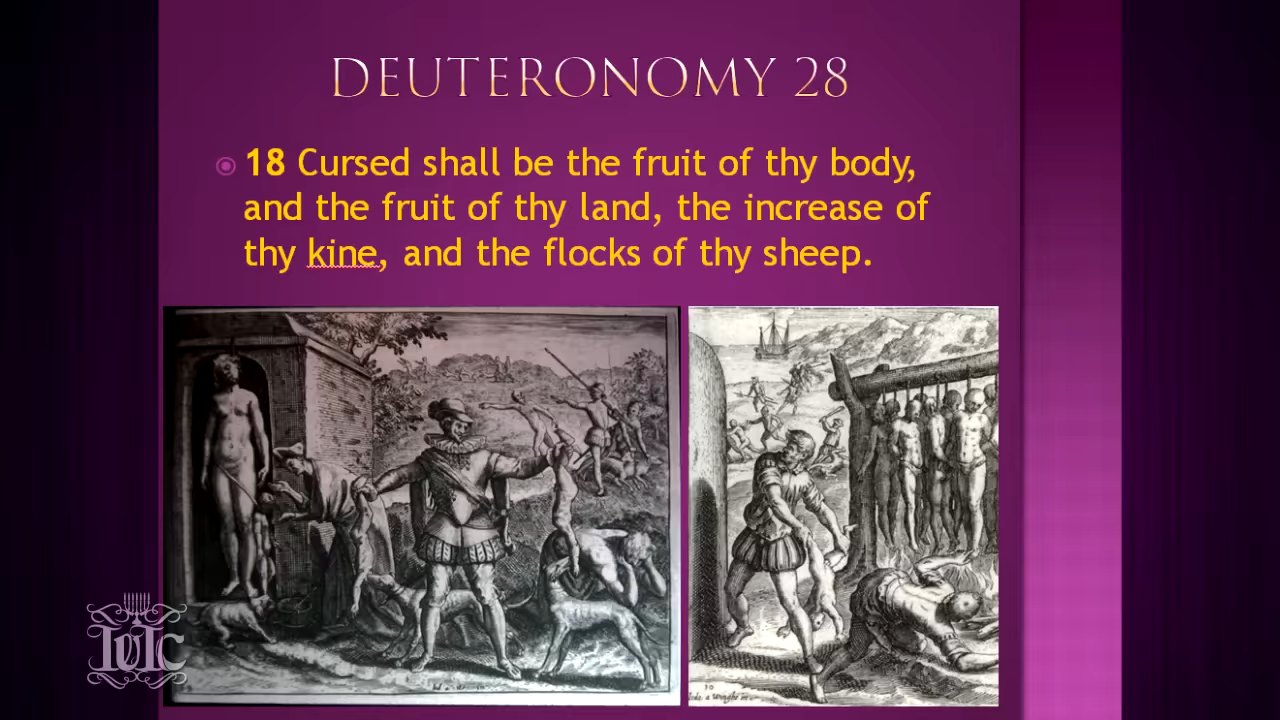 DEUTERONOMY 28
18 Cursed shall be the fruit of thy body,
and the fruit of thy land, the increase of
thy kine, and the flocks of thy sheep.
IUIC